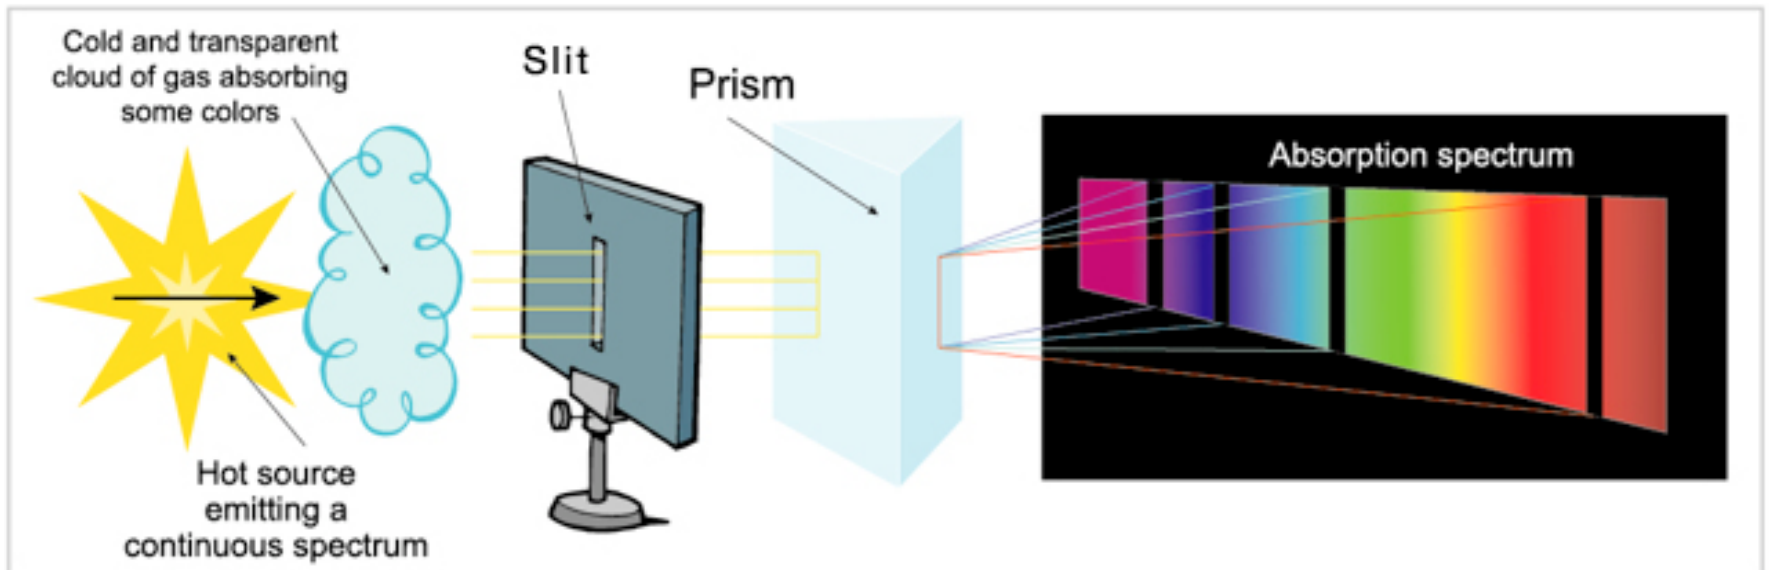 Cold and transparent
cloud of gas absorbing
some colors
Slit
Prism
Absorption spectrum
Hot source
emitting a
continuous spectrum